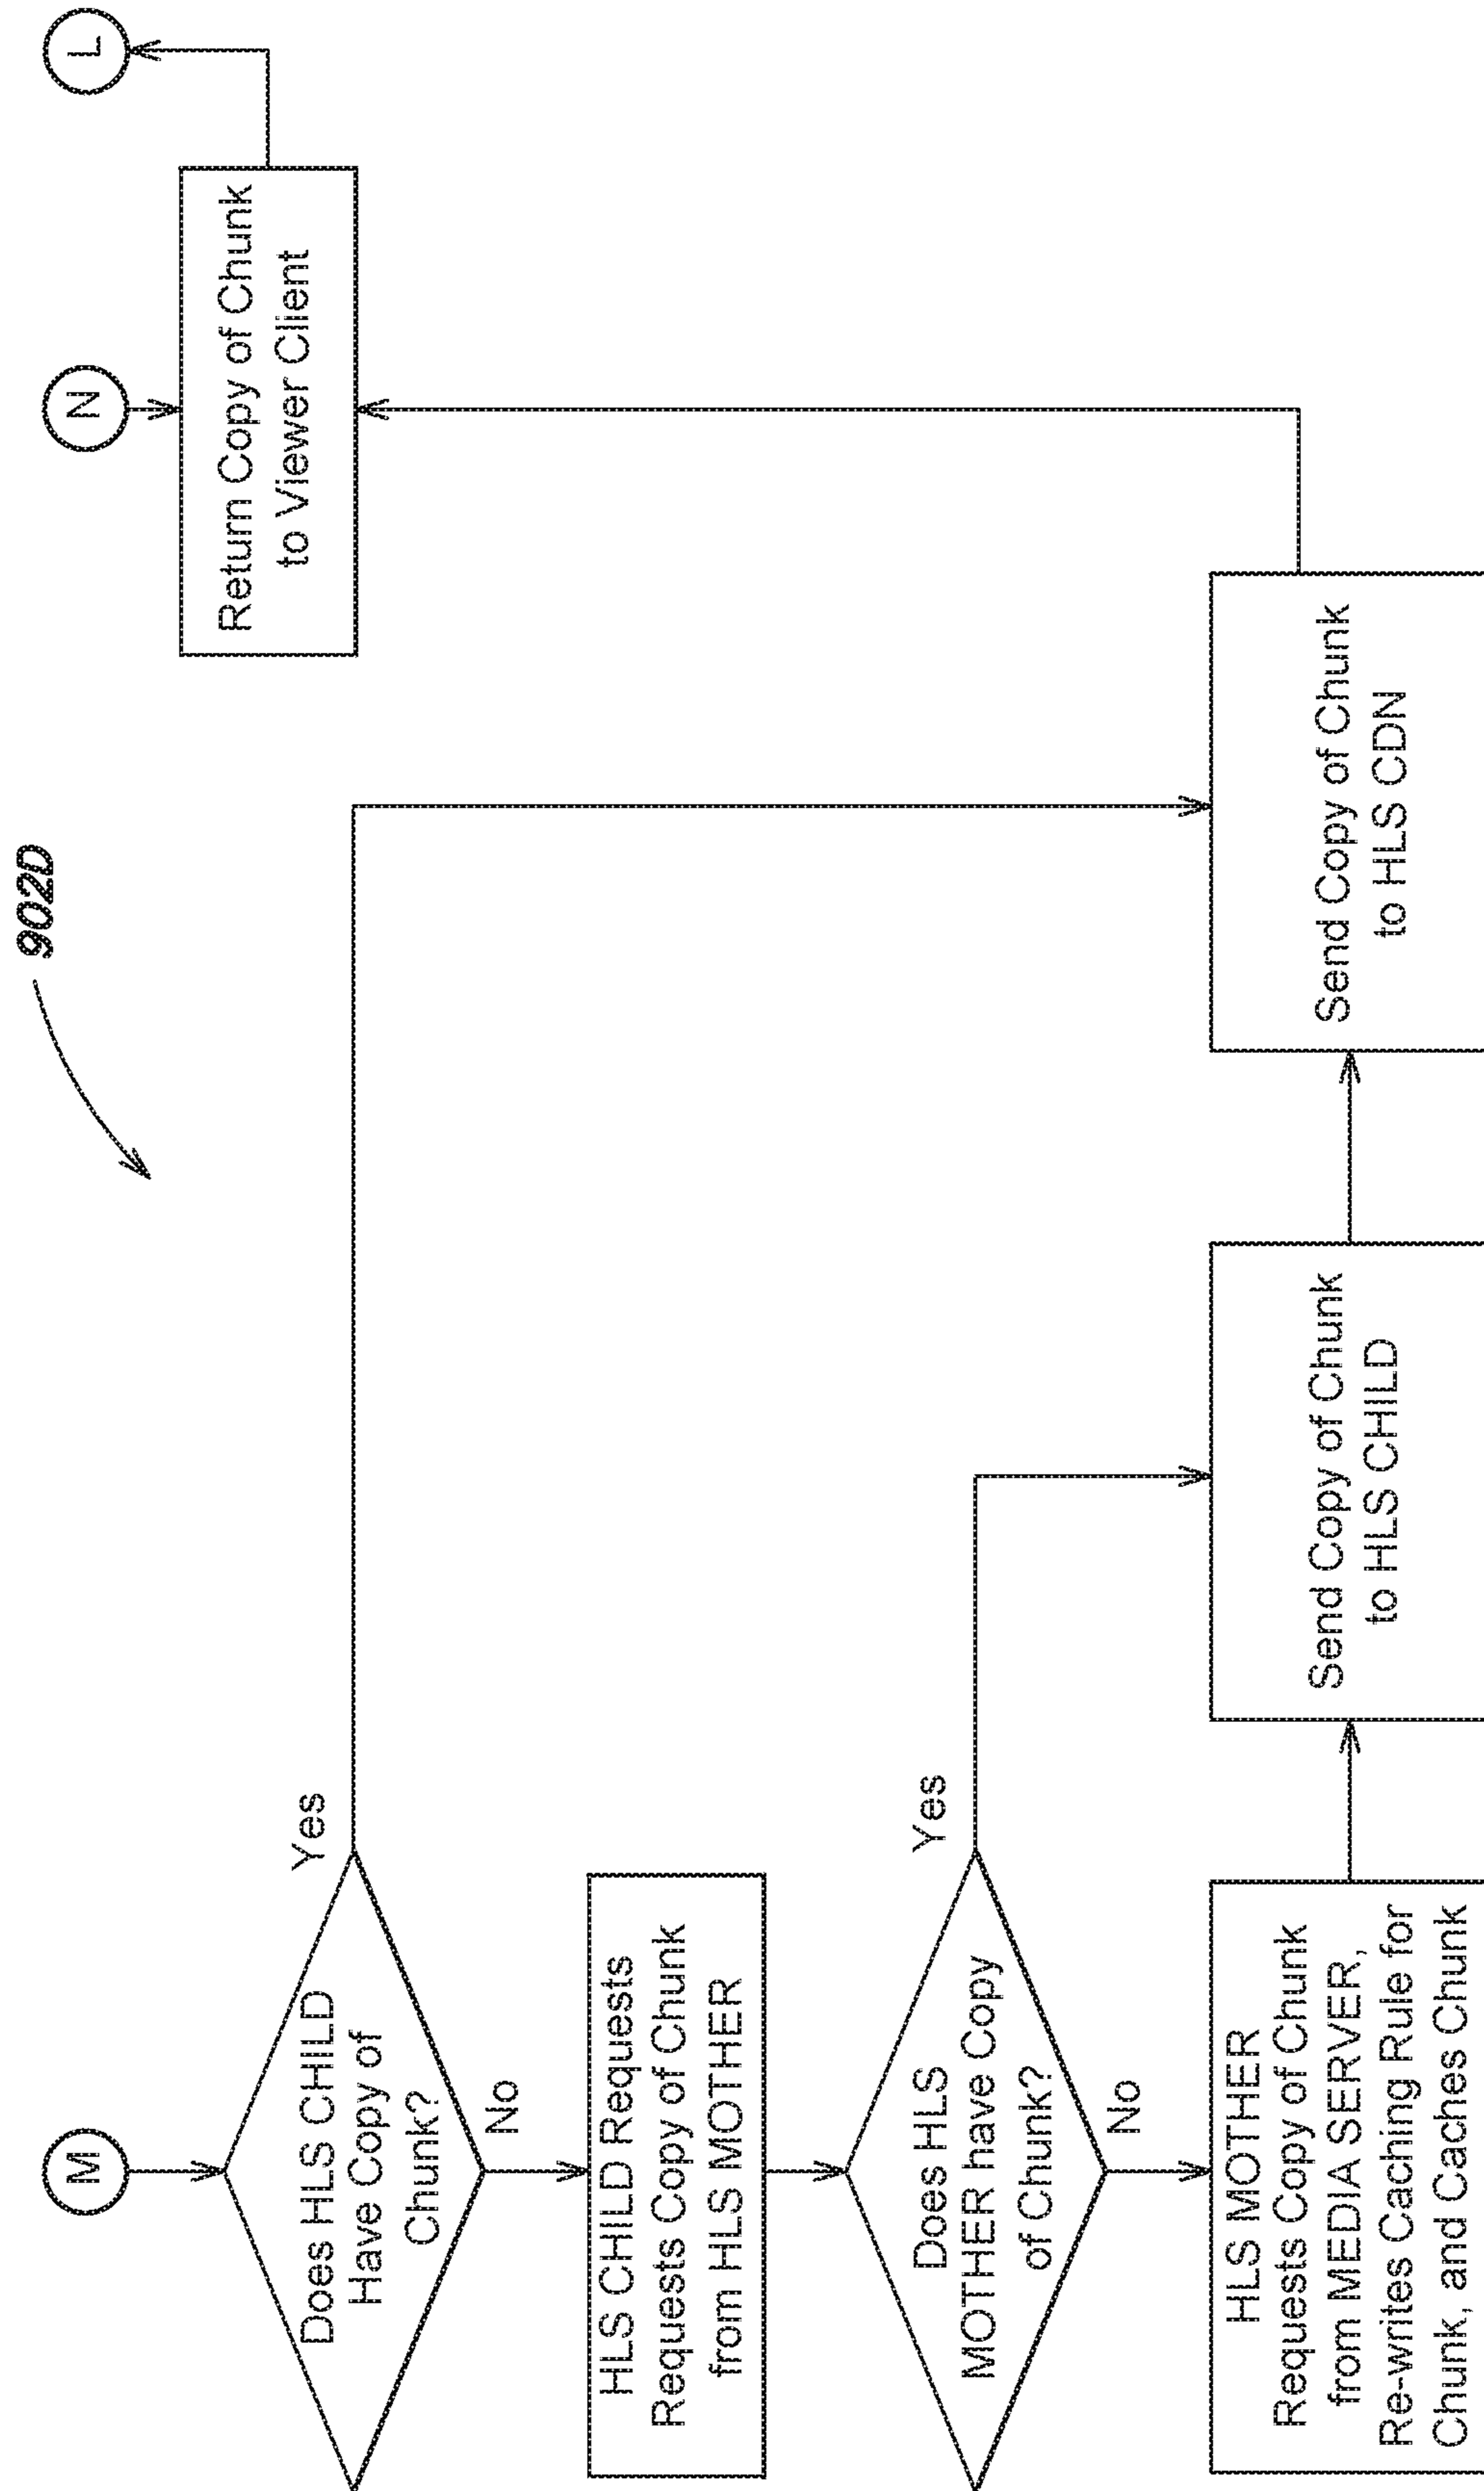 902D
M
Does HLS CHILD
Have Copy of
Chunk?
Yes
No
HLS CHILD Requests
Requests Copy of Chunk
from HLS MOTHER
Does HLS
MOTHER have Copy
of Chunk?
Yes
No
HLS MOTHER
Requests Copy of Chunk
from MEDIA SERVER,
Re-writes Caching Rule for
Chunk, and Caches Chunk
Send Copy of Chunk
to HLS CHILD
Send Copy of Chunk
to HLS CDN
N
Return Copy of Chunk
to Viewer Client
L